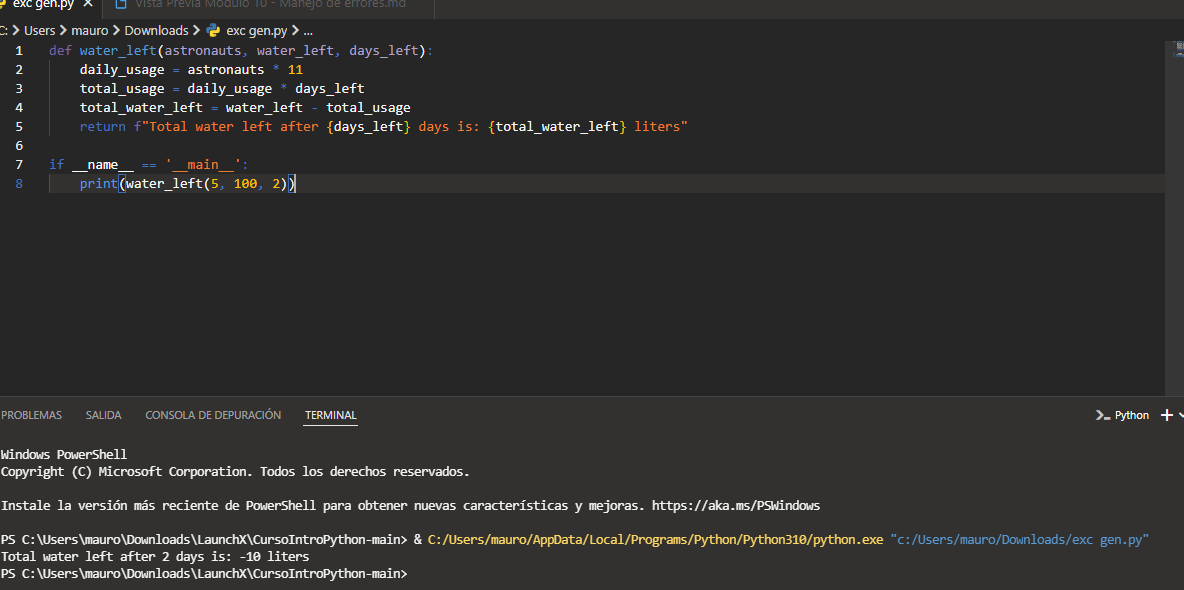 exc gen.py ×
Vista Previa Modulo 10 - Manejo de errores.md
C: > Users > mauro > Downloads > exc gen.py > ...
1 def water_left(astronauts, water_left, days_left):
2     daily_usage = astronauts * 11
3     total_usage = daily_usage * days_left
4     total_water_left = water_left - total_usage
5     return f"Total water left after {days_left} days is: {total_water_left} liters"
6
7 if __name__ == '__main__':
8     print(water_left(5, 100, 2))
PROBLEMAS SALIDA CONSOLA DE DEPURACIÓN TERMINAL Python
Windows PowerShell
Copyright (C) Microsoft Corporation. Todos los derechos reservados.
Instale la versión más reciente de PowerShell para obtener nuevas características y mejoras. https://aka.ms/PSWindows
PS C:\Users\mauro\Downloads\LaunchX\CursoIntroPython-main> & C:/Users/mauro/AppData/Local/Programs/Python/Python310/python.exe "c:/Users/mauro/Downloads/exc gen.py"
Total water left after 2 days is: -10 liters
PS C:\Users\mauro\Downloads\LaunchX\CursoIntroPython-main>